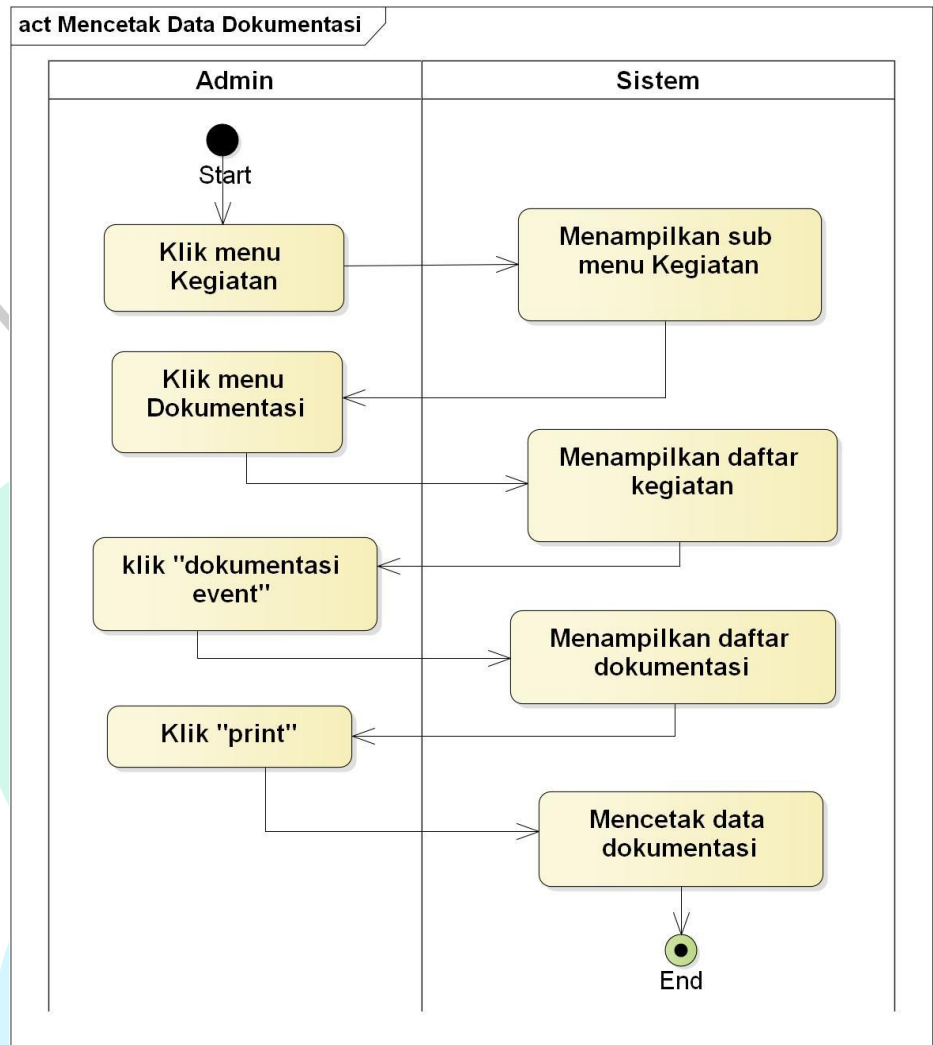 act Mencetak Data Dokumentasi
Admin
Sistem
Start
Klik menu
Kegiatan
Menampilkan sub
menu Kegiatan
Klik menu
Dokumentasi
Menampilkan daftar
kegiatan
klik "dokumentasi
event"
Menampilkan daftar
dokumentasi
Klik "print"
Mencetak data
dokumentasi
End